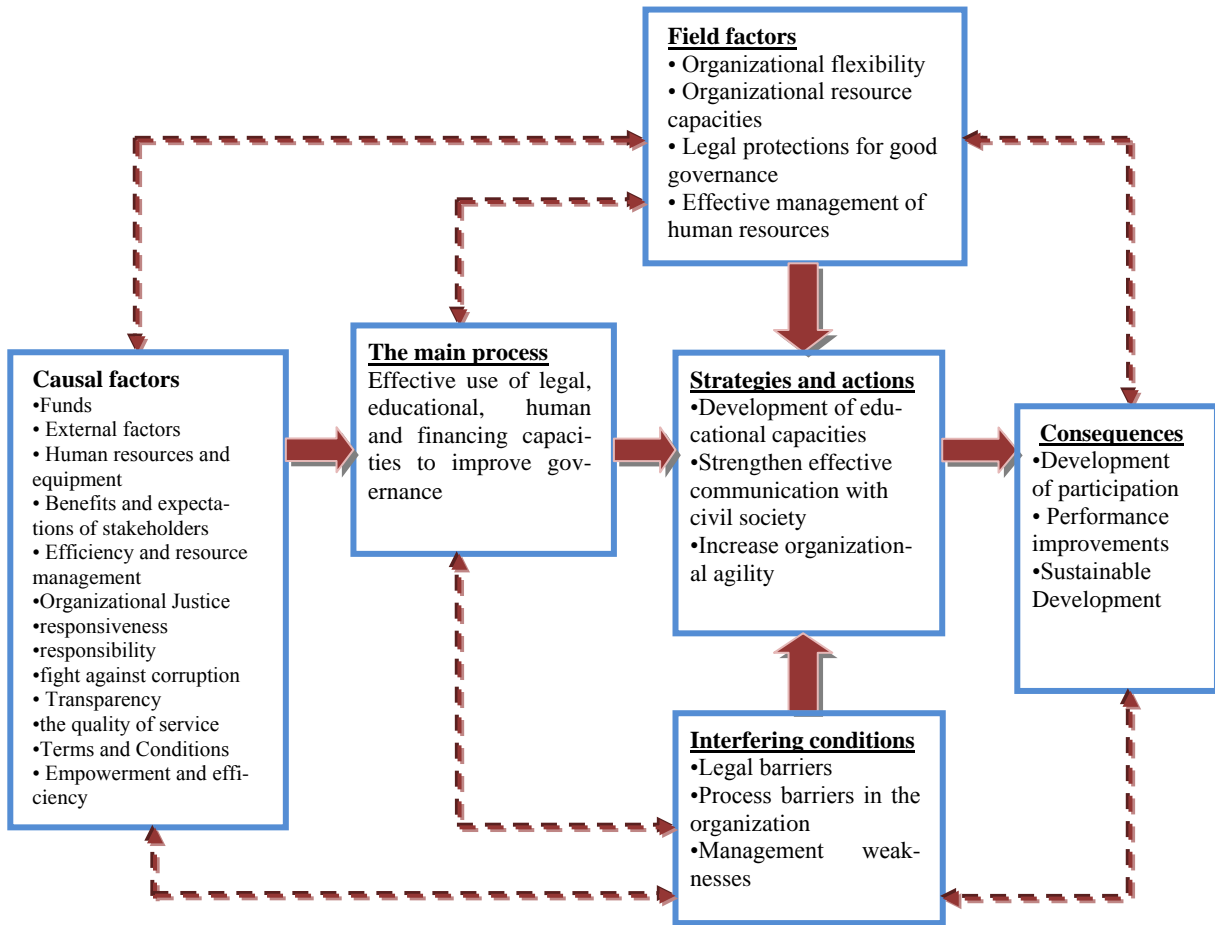 Field factors
• Organizational flexibility
• Organizational resource
capacities
• Legal protections for good
governance
• Effective management of
human resources
Causal factors
•Funds
• External factors
• Human resources and
equipment
• Benefits and expecta-
tions of stakeholders
• Efficiency and resource
management
•Organizational Justice
•responsiveness
•responsibility
•fight against corruption
• Transparency
•the quality of service
•Terms and Conditions
• Empowerment and effi-
ciency
The main process
Effective use of legal,
educational, human
and financing capaci-
ties to improve gov-
ernance
Strategies and actions
•Development of edu-
cational capacities
•Strengthen effective
communication with
civil society
•Increase organization-
al agility
Consequences
•Development
of participation
• Performance
improvements
•Sustainable
Development
Interfering conditions
•Legal barriers
•Process barriers in the
organization
•Management weak-
nesses